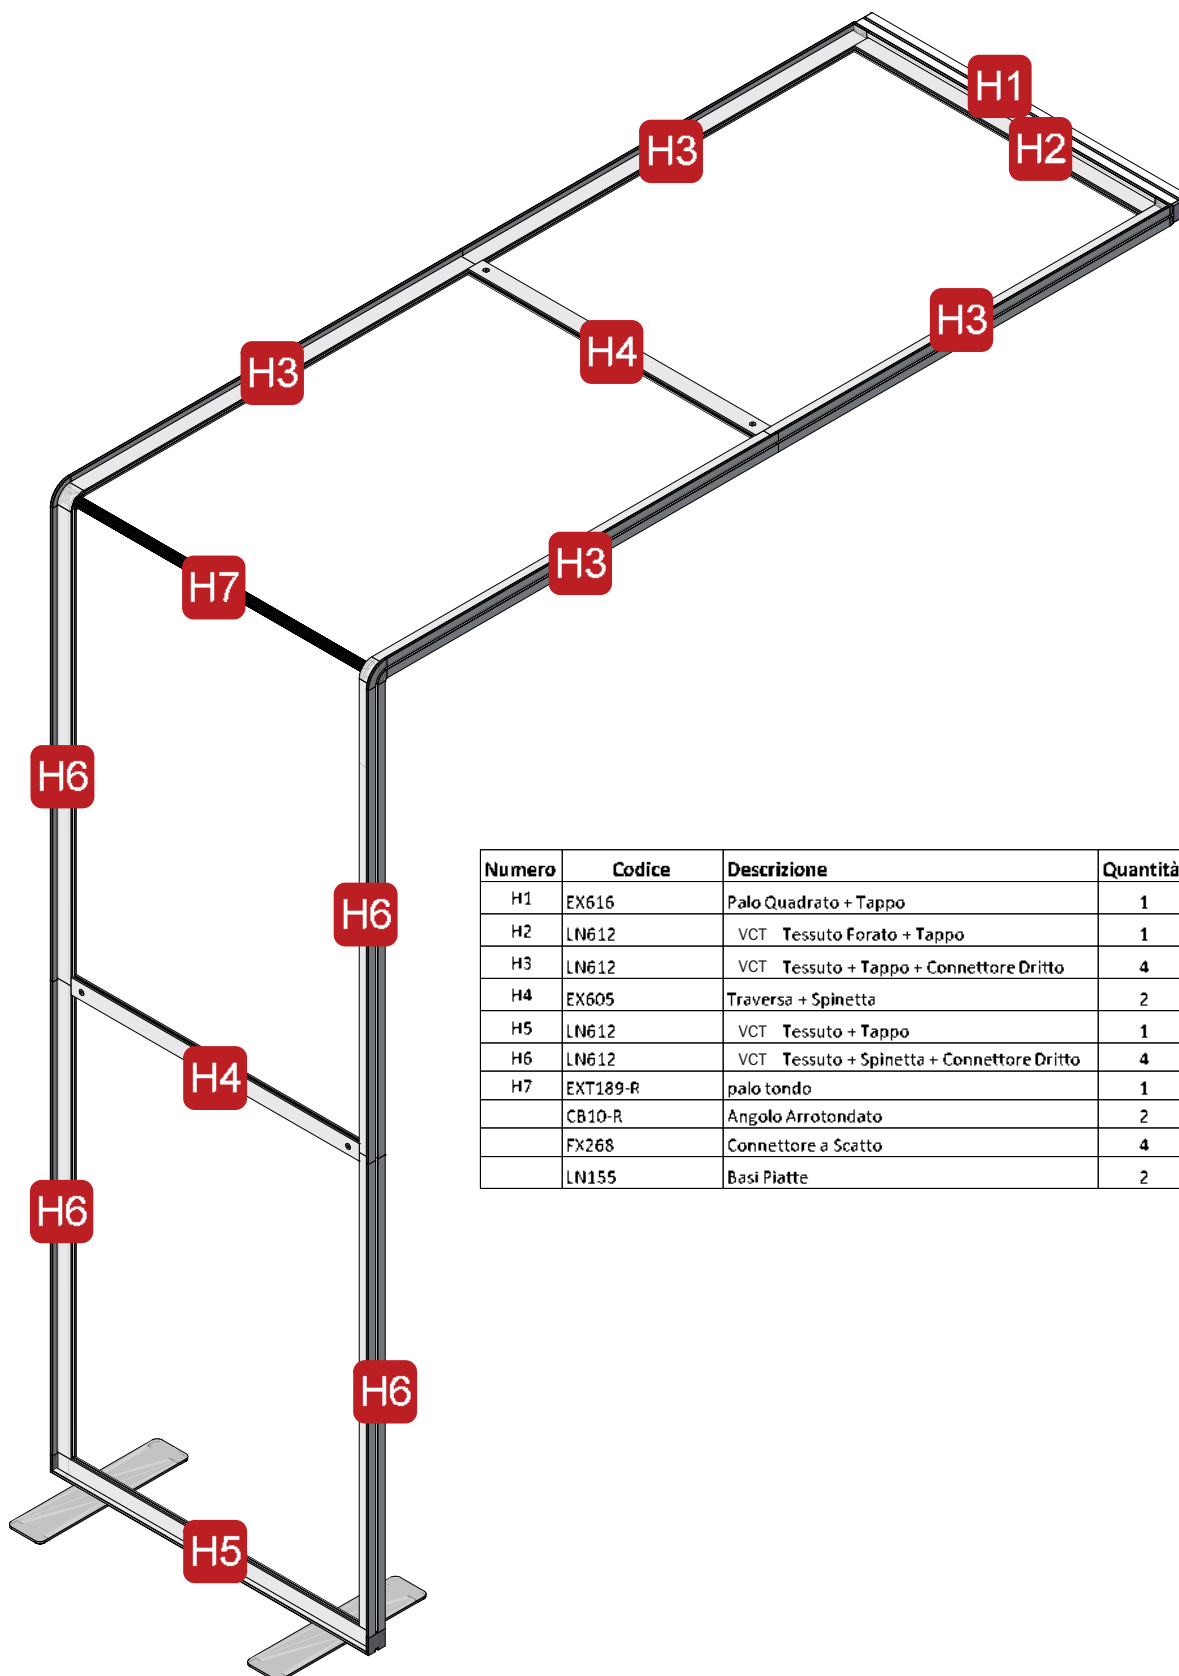 H1
H2
H3
H3
H4
H3
H3
H7
H6
H6
H4
H6
H6
H5
Numero Codice Descrizione Quantità
H1 EX616 Palo Quadrato + Tappo 1
H2 LN612 VCT Tessuto Forato + Tappo 1
H3 LN612 VCT Tessuto + Tappo + Connettore Dritto 4
H4 EX605 Traversa + Spinetta 2
H5 LN612 VCT Tessuto + Tappo 1
H6 LN612 VCT Tessuto + Spinetta + Connettore Dritto 4
H7 EXT189-R palo tondo 1
CB10-R Angolo Arrotondato 2
FX268 Connettore a Scatto 4
LN155 Basi Piatte 2